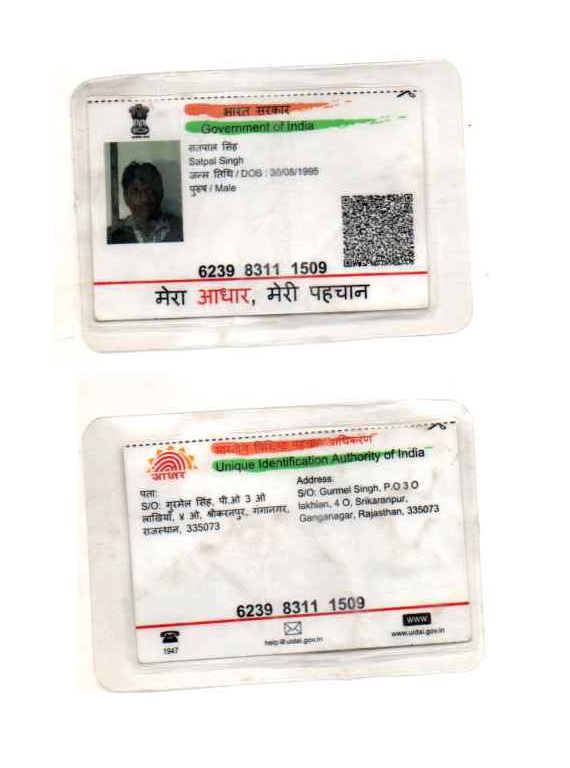 भारत सरकार
Government of India
सतपाल सिंह
Satpal Singh
जन्म तिथि / DOB : 30/08/1995
पुरुष / Male
6239 8311 1509
मेरा आधार, मेरी पहचान
भारतीय विशिष्ट पहचान प्राधिकरण
Unique Identification Authority of India
आधार
पता:
S/O: गुरमेल सिंह, पी.ओ 3 ओ
लाखियां, ४ ओ, श्रीकरनपुर, गंगानगर,
राजस्थान, 335073
Address:
S/O: Gurmel Singh, P.O 3 O
lakhian, 4 O, Srikaranpur,
Ganganagar, Rajasthan, 335073
6239 8311 1509
1947
help@uidai.gov.in
www
www.uidai.gov.in